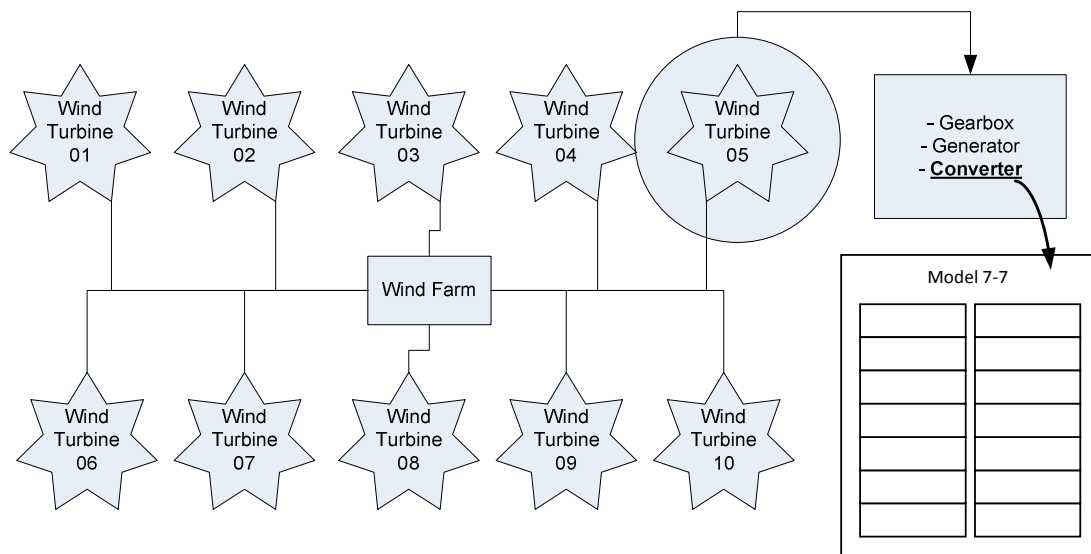 Wind
Turbine
01
Wind
Turbine
02
Wind
Turbine
03
Wind
Turbine
04
Wind
Turbine
05
- Gearbox
- Generator
- Converter
Wind Farm
Model 7-7
Wind
Turbine
06
Wind
Turbine
07
Wind
Turbine
08
Wind
Turbine
09
Wind
Turbine
10